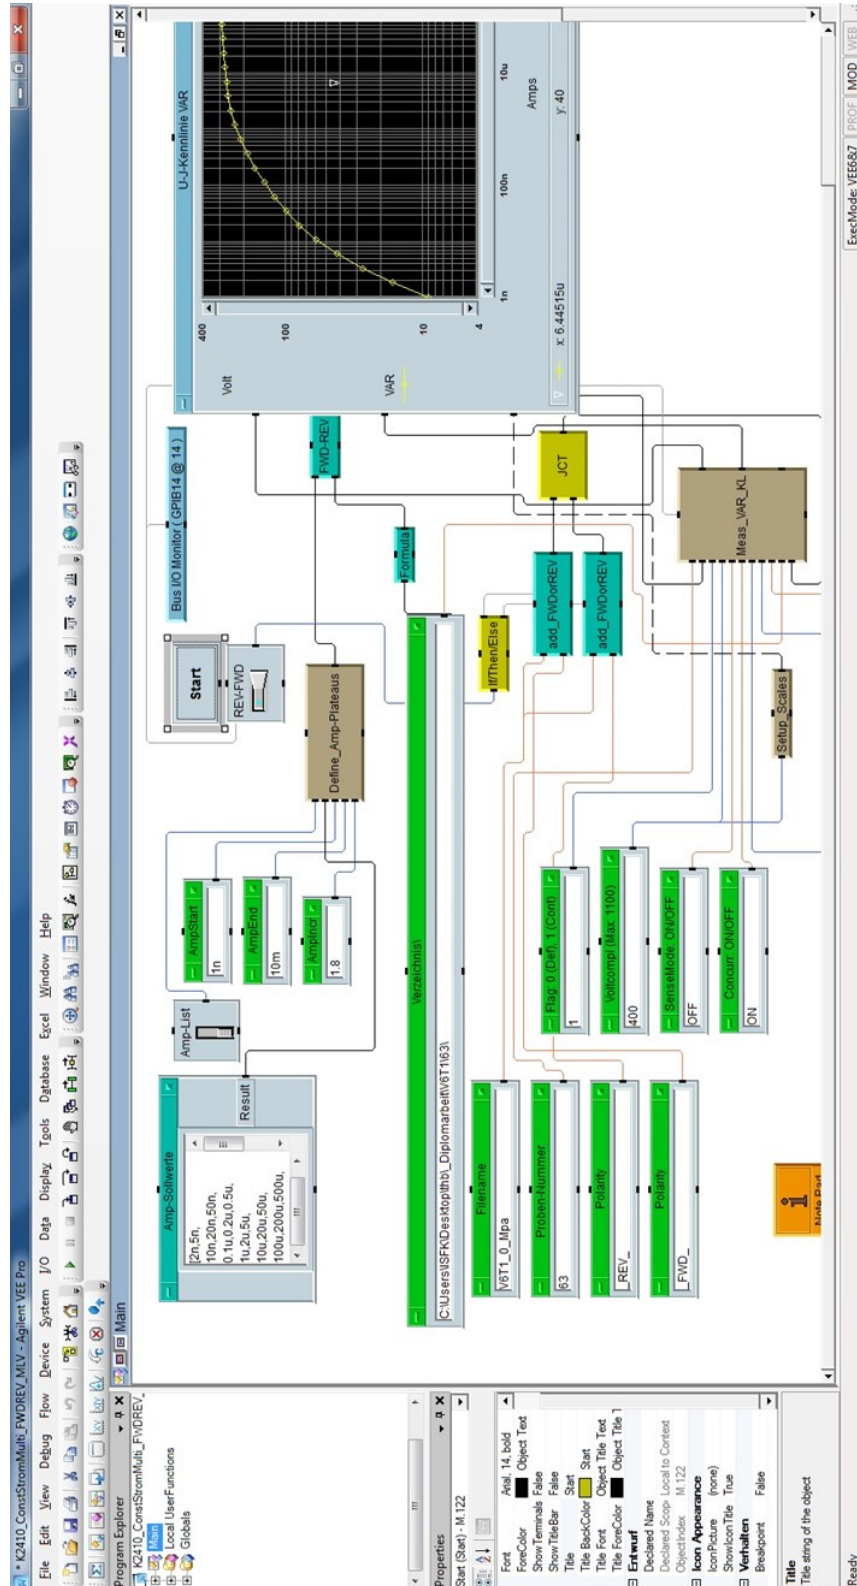 * K2410_ConstStromMulti_FWDREV_MLV - Agilent VEE Pro
File Edit View Debug Flow Device System I/O Data Display Tools Database Excel Window Help
Program Explorer
K2410_ConstStromMulti_FWDREV_
Main
Local UserFunctions
Globals
Properties
Start (Start) - M.122
Font Arial, 14, bold
ForeColor Object Text
ShowTerminals False
ShowTitleBar False
Title Start
Title BackColor Start
Title Font Object Title Text
Title ForeColor Object Title T
Entwurf
Declared Name
Declared Scope Local to Context
ObjectIndex M.122
Icon Appearance
IconPicture (none)
ShowIconTitle True
Verhalten
Breakpoint False
Title
Title string of the object
Ready
Main
Amp-Sollwerte
[2n,5n,
10n,20n,50n,
0.1u,0.2u,0.5u,
1u,2u,5u,
10u,20u,50u,
100u,200u,500u,
Result
Amp-List
AmpStart
1n
AmpEnd
10m
AmpIncr
1.8
Define_Amp-Plateaus
Start
REV-FWD
Bus I/O Monitor ( GPIB14 @ 14 )
FWD-REV
Formula
Verzeichnis\
C:\Users\ISFK\Desktop\thb\_Diplomarbeit\V6T1\63\
Filename
V6T1_0_Mpa
Proben-Nummer
63
Polarity
_REV_
Polarity
_FWD_
Flag: 0 (Def), 1 (Cont)
1
Voltcompl (Max: 1100)
400
SenseMode: ON/OFF
OFF
Concurr: ON/OFF
ON
If/Then/Else
add_FWDorREV
add_FWDorREV
JCT
Setup_Scales
Meas_VAR_KL
Note Pad
U-J-Kennlinie VAR
Volt
400
100
10
4
VAR
1n
100n
10u
Amps
x: 6.44515u
y: 40
ExecMode: VEE6&7 PROF MOD WEB